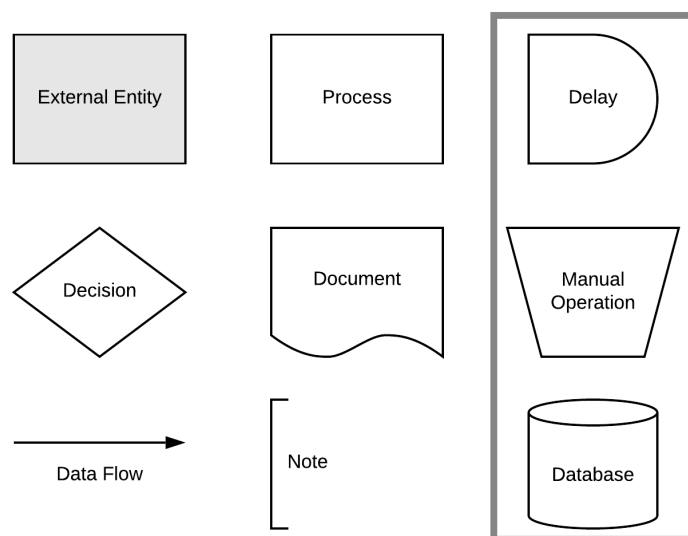 External Entity
Process
Delay
Decision
Document
Manual
Operation
Data Flow
Note
Database